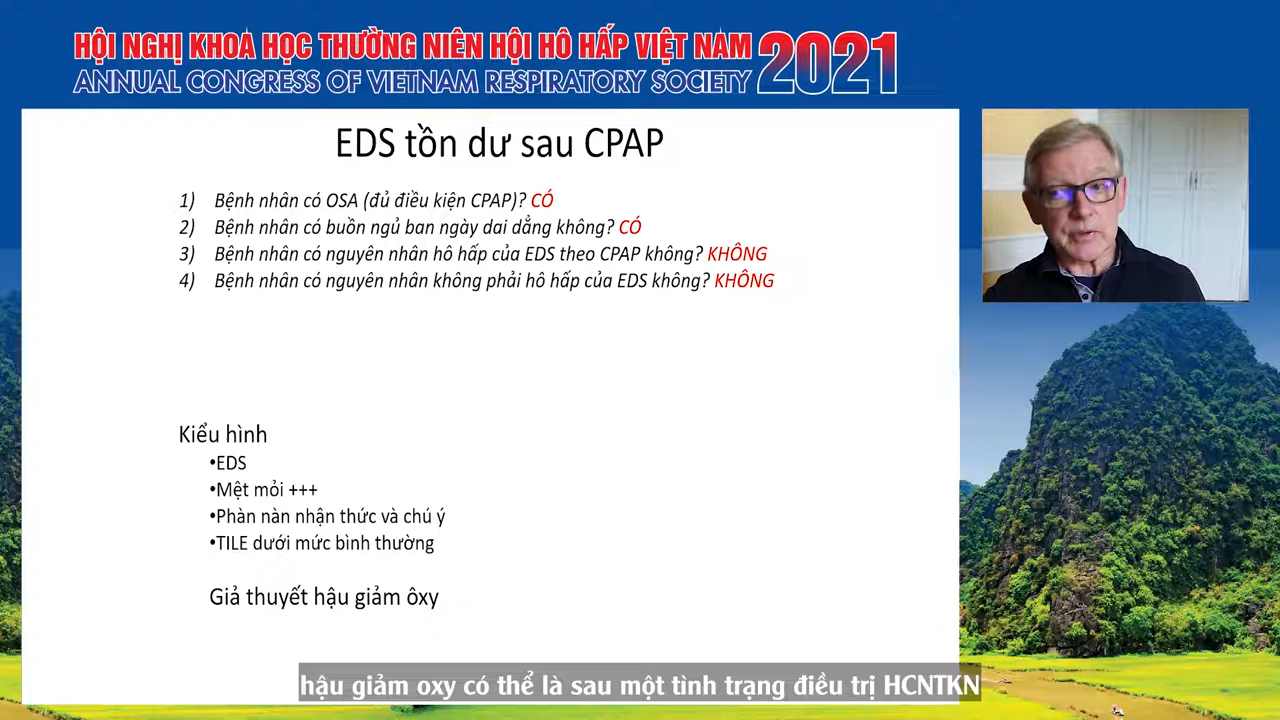 HỘI NGHỊ KHOA HỌC THƯỜNG NIÊN HỘI HÔ HẤP VIỆT NAM 2021
ANNUAL CONGRESS OF VIETNAM RESPIRATORY SOCIETY
EDS tồn dư sau CPAP
1) Bệnh nhân có OSA (đủ điều kiện CPAP)? CÓ
2) Bệnh nhân có buồn ngủ ban ngày dai dẳng không? CÓ
3) Bệnh nhân có nguyên nhân hô hấp của EDS theo CPAP không? KHÔNG
4) Bệnh nhân có nguyên nhân không phải hô hấp của EDS không? KHÔNG
Kiểu hình
•EDS
•Mệt mỏi +++
•Phàn nàn nhận thức và chú ý
•TILE dưới mức bình thường
Giả thuyết hậu giảm ôxy
hậu giảm oxy có thể là sau một tình trạng điều trị HCNTKN